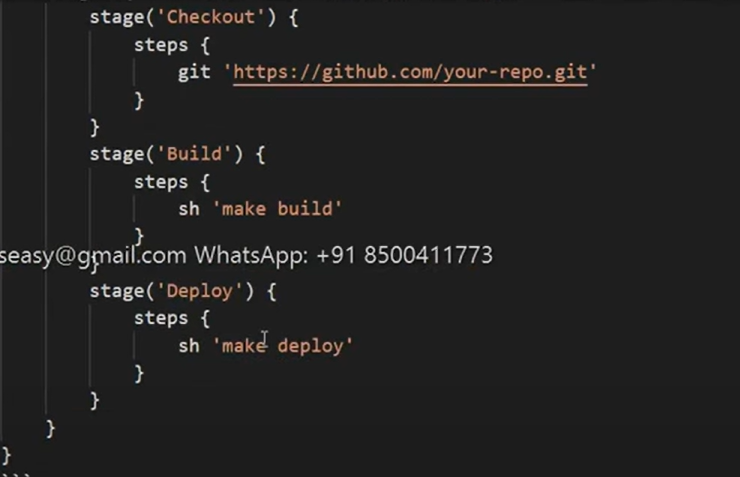 stage('Checkout') {
steps {
git 'https://github.com/your-repo.git'
}
}
stage('Build') {
steps {
sh 'make build'
}
seasy@gmail.com WhatsApp: +91 8500411773
}
stage('Deploy') {
steps {
sh 'make deploy'
}
}
}
}
```